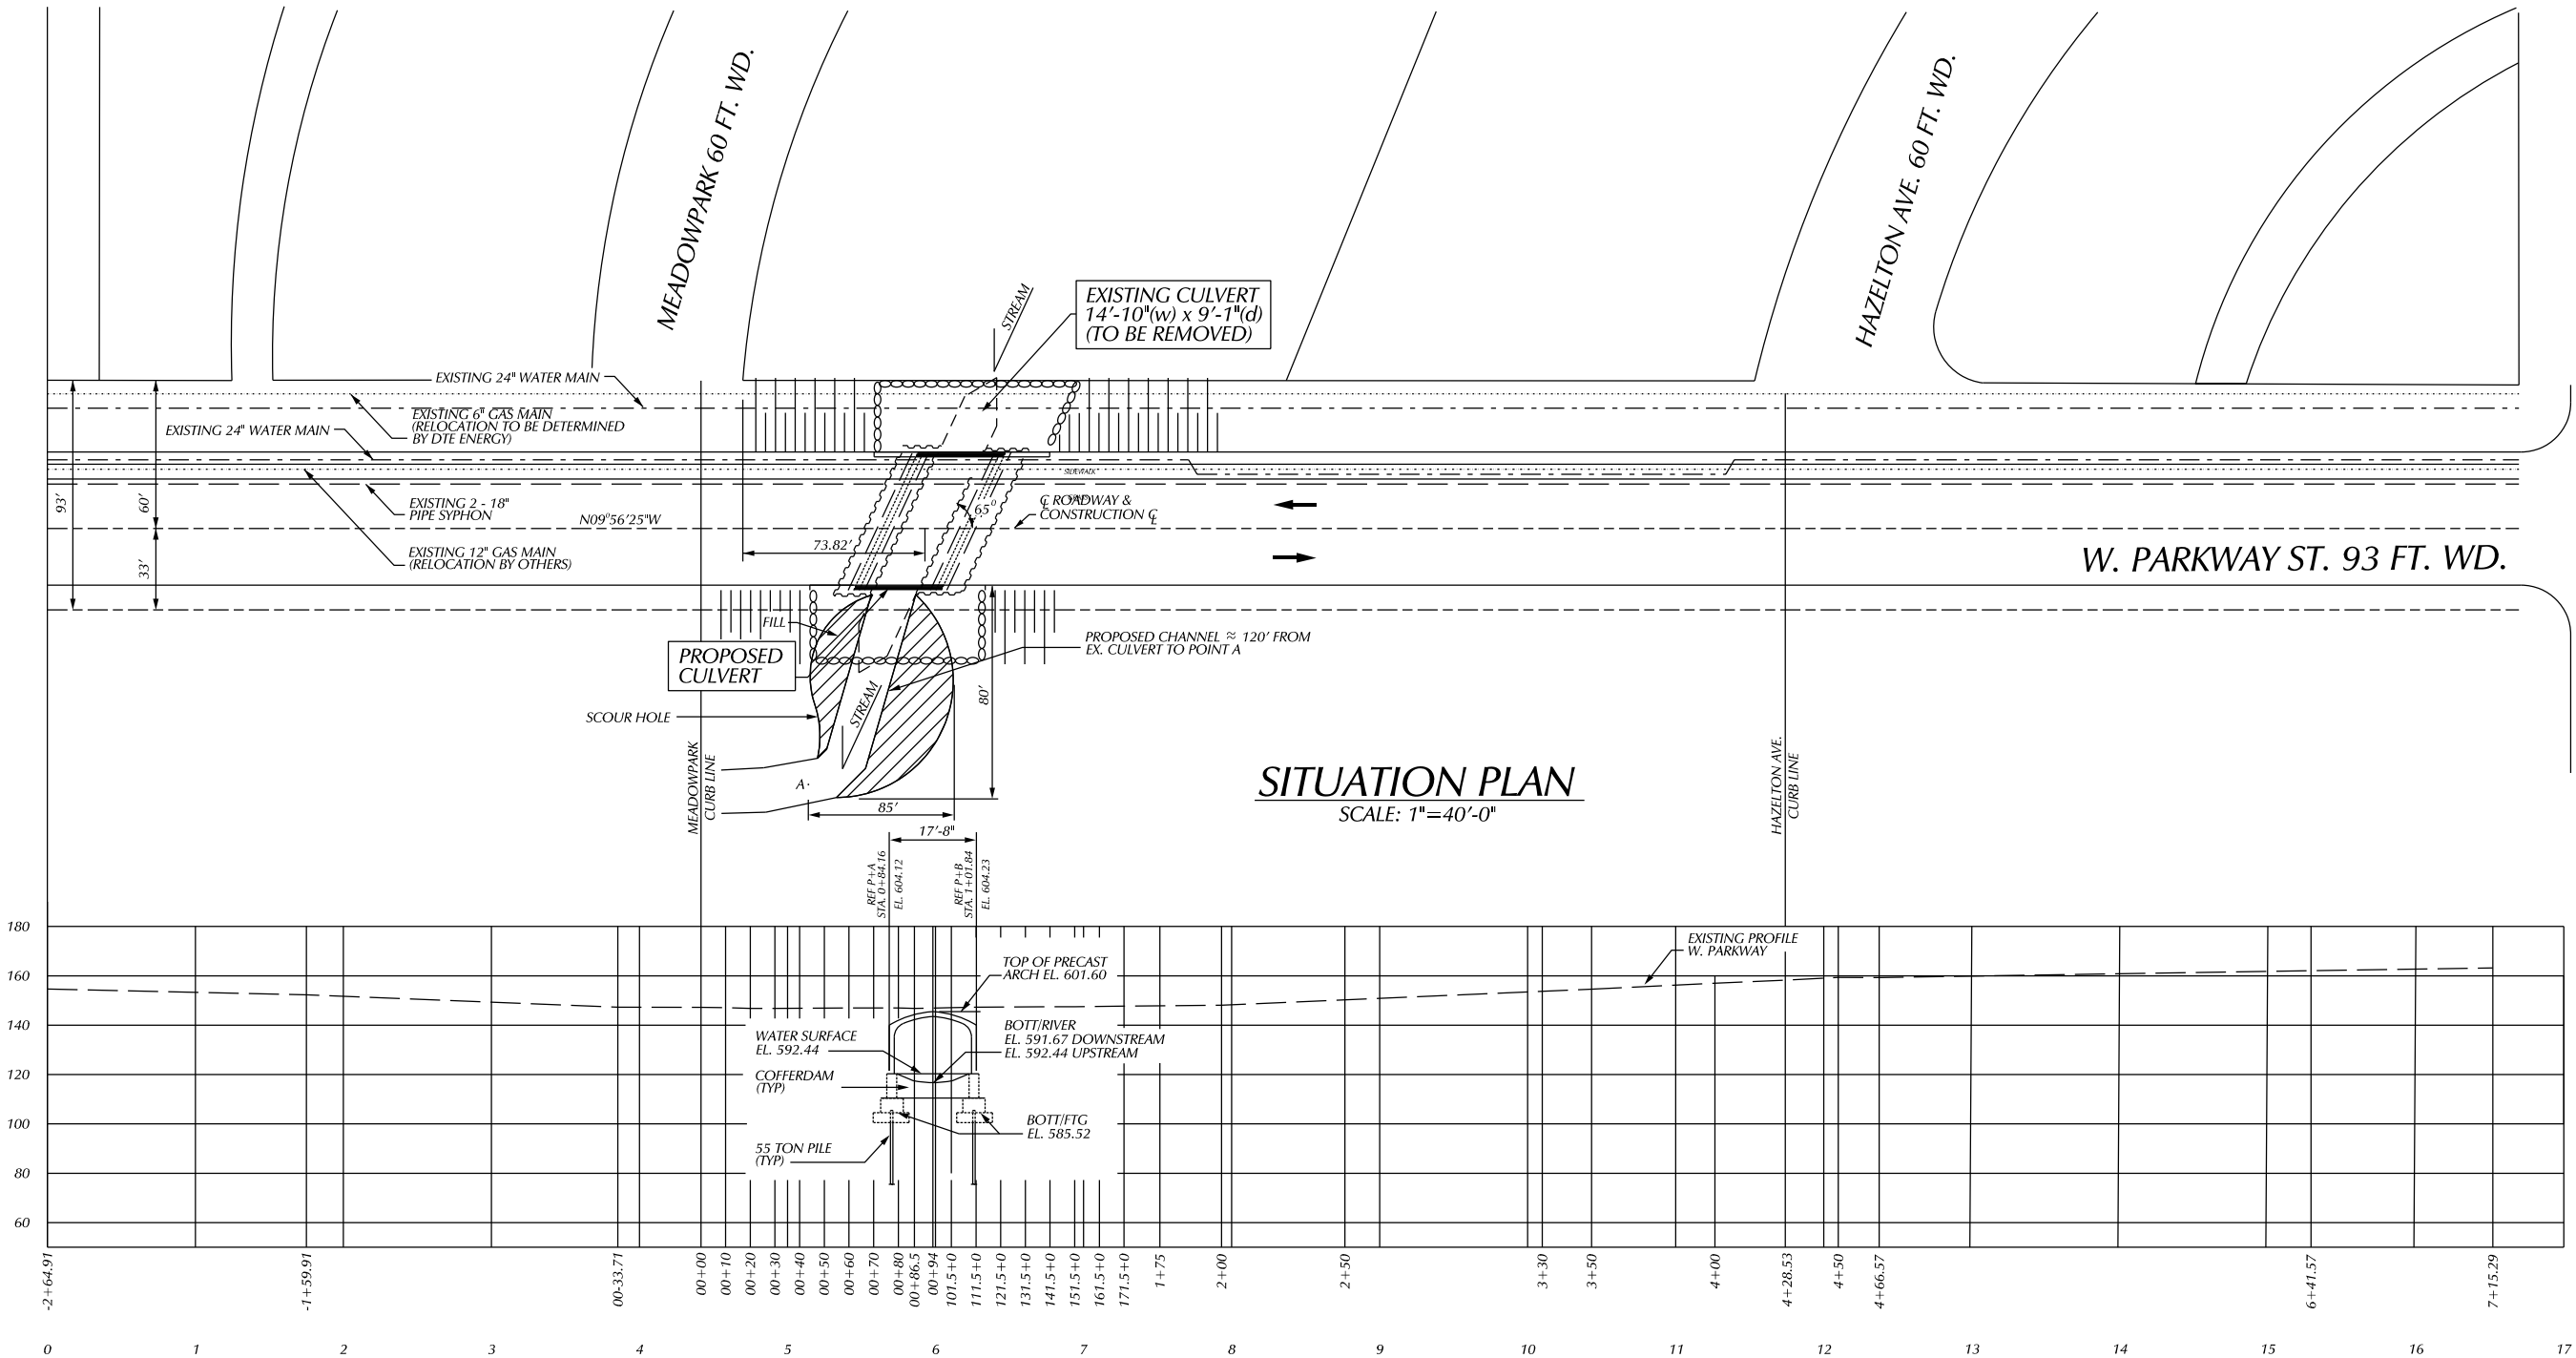 MEADOWPARK 60 FT. WD.
HAZELTON AVE. 60 FT. WD.
STREAM
EXISTING CULVERT
14'-10"(w) x 9'-1"(d)
(TO BE REMOVED)
EXISTING 24" WATER MAIN
EXISTING 6" GAS MAIN
(RELOCATION TO BE DETERMINED
BY DTE ENERGY)
EXISTING 24" WATER MAIN
SIDEWALK
93'
60'
33'
EXISTING 2 - 18"
PIPE SYPHON
N09°56'25"W
EXISTING 12" GAS MAIN
(RELOCATION BY OTHERS)
65°
73.82'
℄ ROADWAY &
CONSTRUCTION ℄
W. PARKWAY ST. 93 FT. WD.
FILL
PROPOSED
CULVERT
PROPOSED CHANNEL ≈ 120' FROM
EX. CULVERT TO POINT A
80'
STREAM
SCOUR HOLE
MEADOWPARK
CURB LINE
A
85'
SITUATION PLAN
SCALE: 1"=40'-0"
HAZELTON AVE.
CURB LINE
17'-8"
REF P+A
STA. 0+84.16
EL. 604.12
REF P+B
STA. 1+01.84
EL. 604.23
180
160
140
120
100
80
60
EXISTING PROFILE
W. PARKWAY
TOP OF PRECAST
ARCH EL. 601.60
WATER SURFACE
EL. 592.44
BOTT/RIVER
EL. 591.67 DOWNSTREAM
EL. 592.44 UPSTREAM
COFFERDAM
(TYP)
BOTT/FTG
EL. 585.52
55 TON PILE
(TYP)
-2+64.91
-1+59.91
00-33.71
00+00
00+10
00+20
00+30
00+40
00+50
00+60
00+70
00+80
00+86.5
00+94
101.5+0
111.5+0
121.5+0
131.5+0
141.5+0
151.5+0
161.5+0
171.5+0
1+75
2+00
2+50
3+30
3+50
4+00
4+28.53
4+50
4+66.57
6+41.57
7+15.29
0 1 2 3 4 5 6 7 8 9 10 11 12 13 14 15 16 17